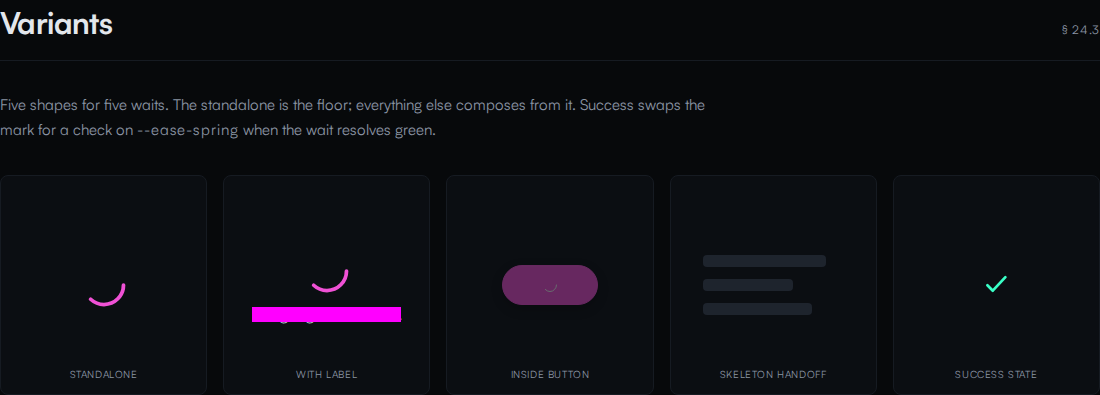 Variants
§ 24.3
Five shapes for five waits. The standalone is the floor; everything else composes from it. Success swaps the
mark for a check on --ease-spring when the wait resolves green.
STANDALONE
WITH LABEL
INSIDE BUTTON
SKELETON HANDOFF
SUCCESS STATE